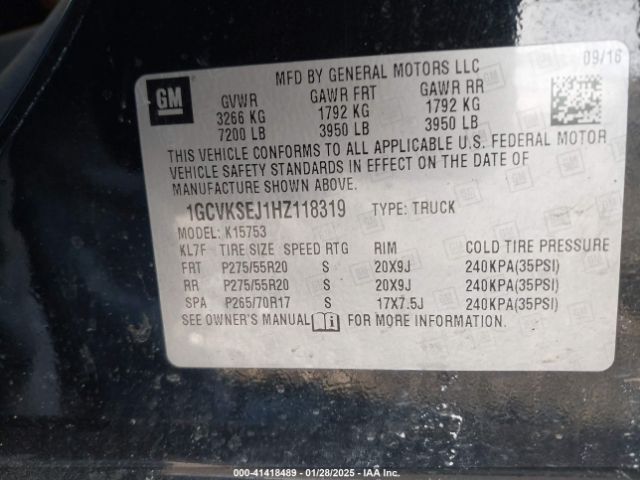 MFD BY GENERAL MOTORS LLC
09/16
GM
GVWR GAWR FRT GAWR RR
3266 KG 1792 KG 1792 KG
7200 LB 3950 LB 3950 LB
THIS VEHICLE CONFORMS TO ALL APPLICABLE U.S. FEDERAL MOTOR
VEHICLE SAFETY STANDARDS IN EFFECT ON THE DATE OF
MANUFACTURE SHOWN ABOVE.
1GCVKSEJ1HZ118319 TYPE: TRUCK
MODEL: K15753
KL7F TIRE SIZE SPEED RTG RIM COLD TIRE PRESSURE
FRT P275/55R20 S 20X9J 240KPA(35PSI)
RR P275/55R20 S 20X9J 240KPA(35PSI)
SPA P265/70R17 S 17X7.5J 240KPA(35PSI)
SEE OWNER'S MANUAL i FOR MORE INFORMATION.
000-41418489 - 01/28/2025 - IAA Inc.